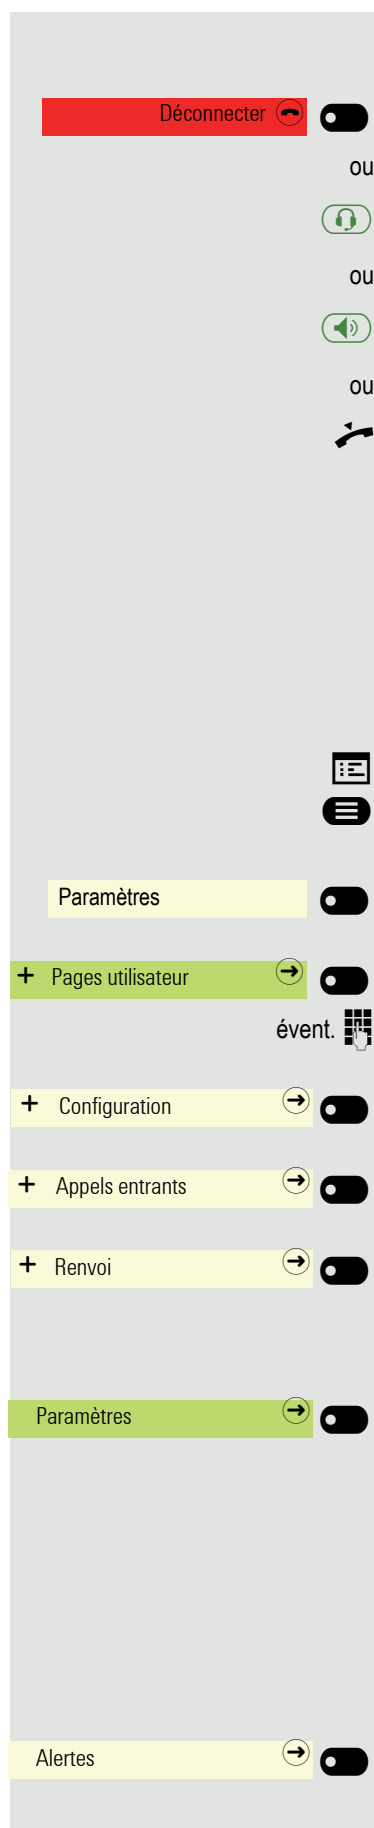 Déconnecter
ou
ou
ou
Paramètres
+ Pages utilisateur
évent.
+ Configuration
+ Appels entrants
+ Renvoi
Paramètres
Alertes